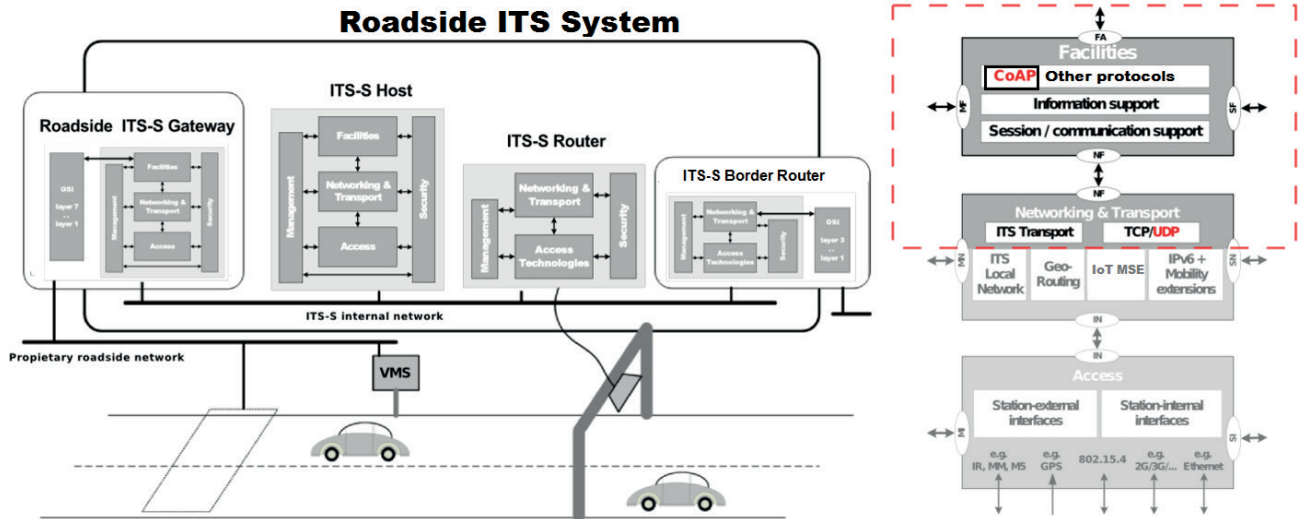 Roadside ITS System
Roadside ITS-S Gateway
OSI
layer 7
..
layer 1
Management
Facilities
Networking &
Transport
Access
Security
ITS-S Host
Management
Facilities
Networking &
Transport
Access
Security
ITS-S Router
Management
Networking &
Transport
Access
Technologies
Security
ITS-S Border Router
Management
Networking &
Transport
Access
Technologies
Security
OSI
layer 3
..
layer 1
ITS-S internal network
Propietary roadside network
VMS
FA
Facilities
CoAP Other protocols
Information support
Session / communication support
MF
SF
NF
NF
Networking & Transport
ITS Transport
TCP/UDP
ITS
Local
Network
Geo-
Routing
IoT MSE
IPv6 +
Mobility
extensions
MN
SN
IN
IN
Access
Station-external
interfaces
Station-internal
interfaces
MI
SI
e.g.
IR, MM, M5
e.g.
GPS
802.15.4
e.g.
2G/3G/...
e.g.
Ethernet